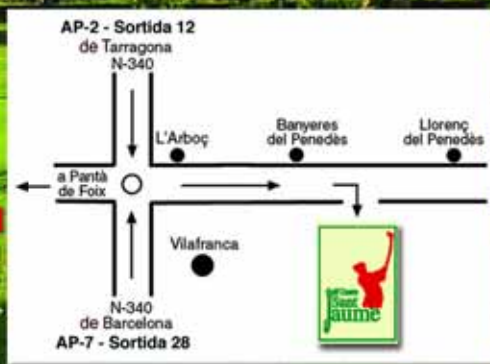 AP-2 - Sortida 12
de Tarragona
N-340
L'Arboç
Banyeres
del Penedès
Llorenç
del Penedès
a Pantà
de Foix
Vilafranca
Sant
Jaume
N-340
de Barcelona
AP-7 - Sortida 28